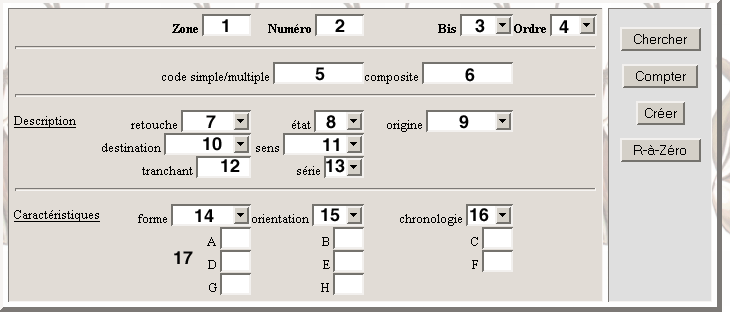 Zone 1 Numéro 2 Bis 3 Ordre 4
code simple/multiple 5 composite 6
Description retouche 7 état 8 origine 9
destination 10 sens 11
tranchant 12 série 13
Caractéristiques forme 14 orientation 15 chronologie 16
A B C
17 D E F
G H
Chercher
Compter
Créer
R-à-Zéro